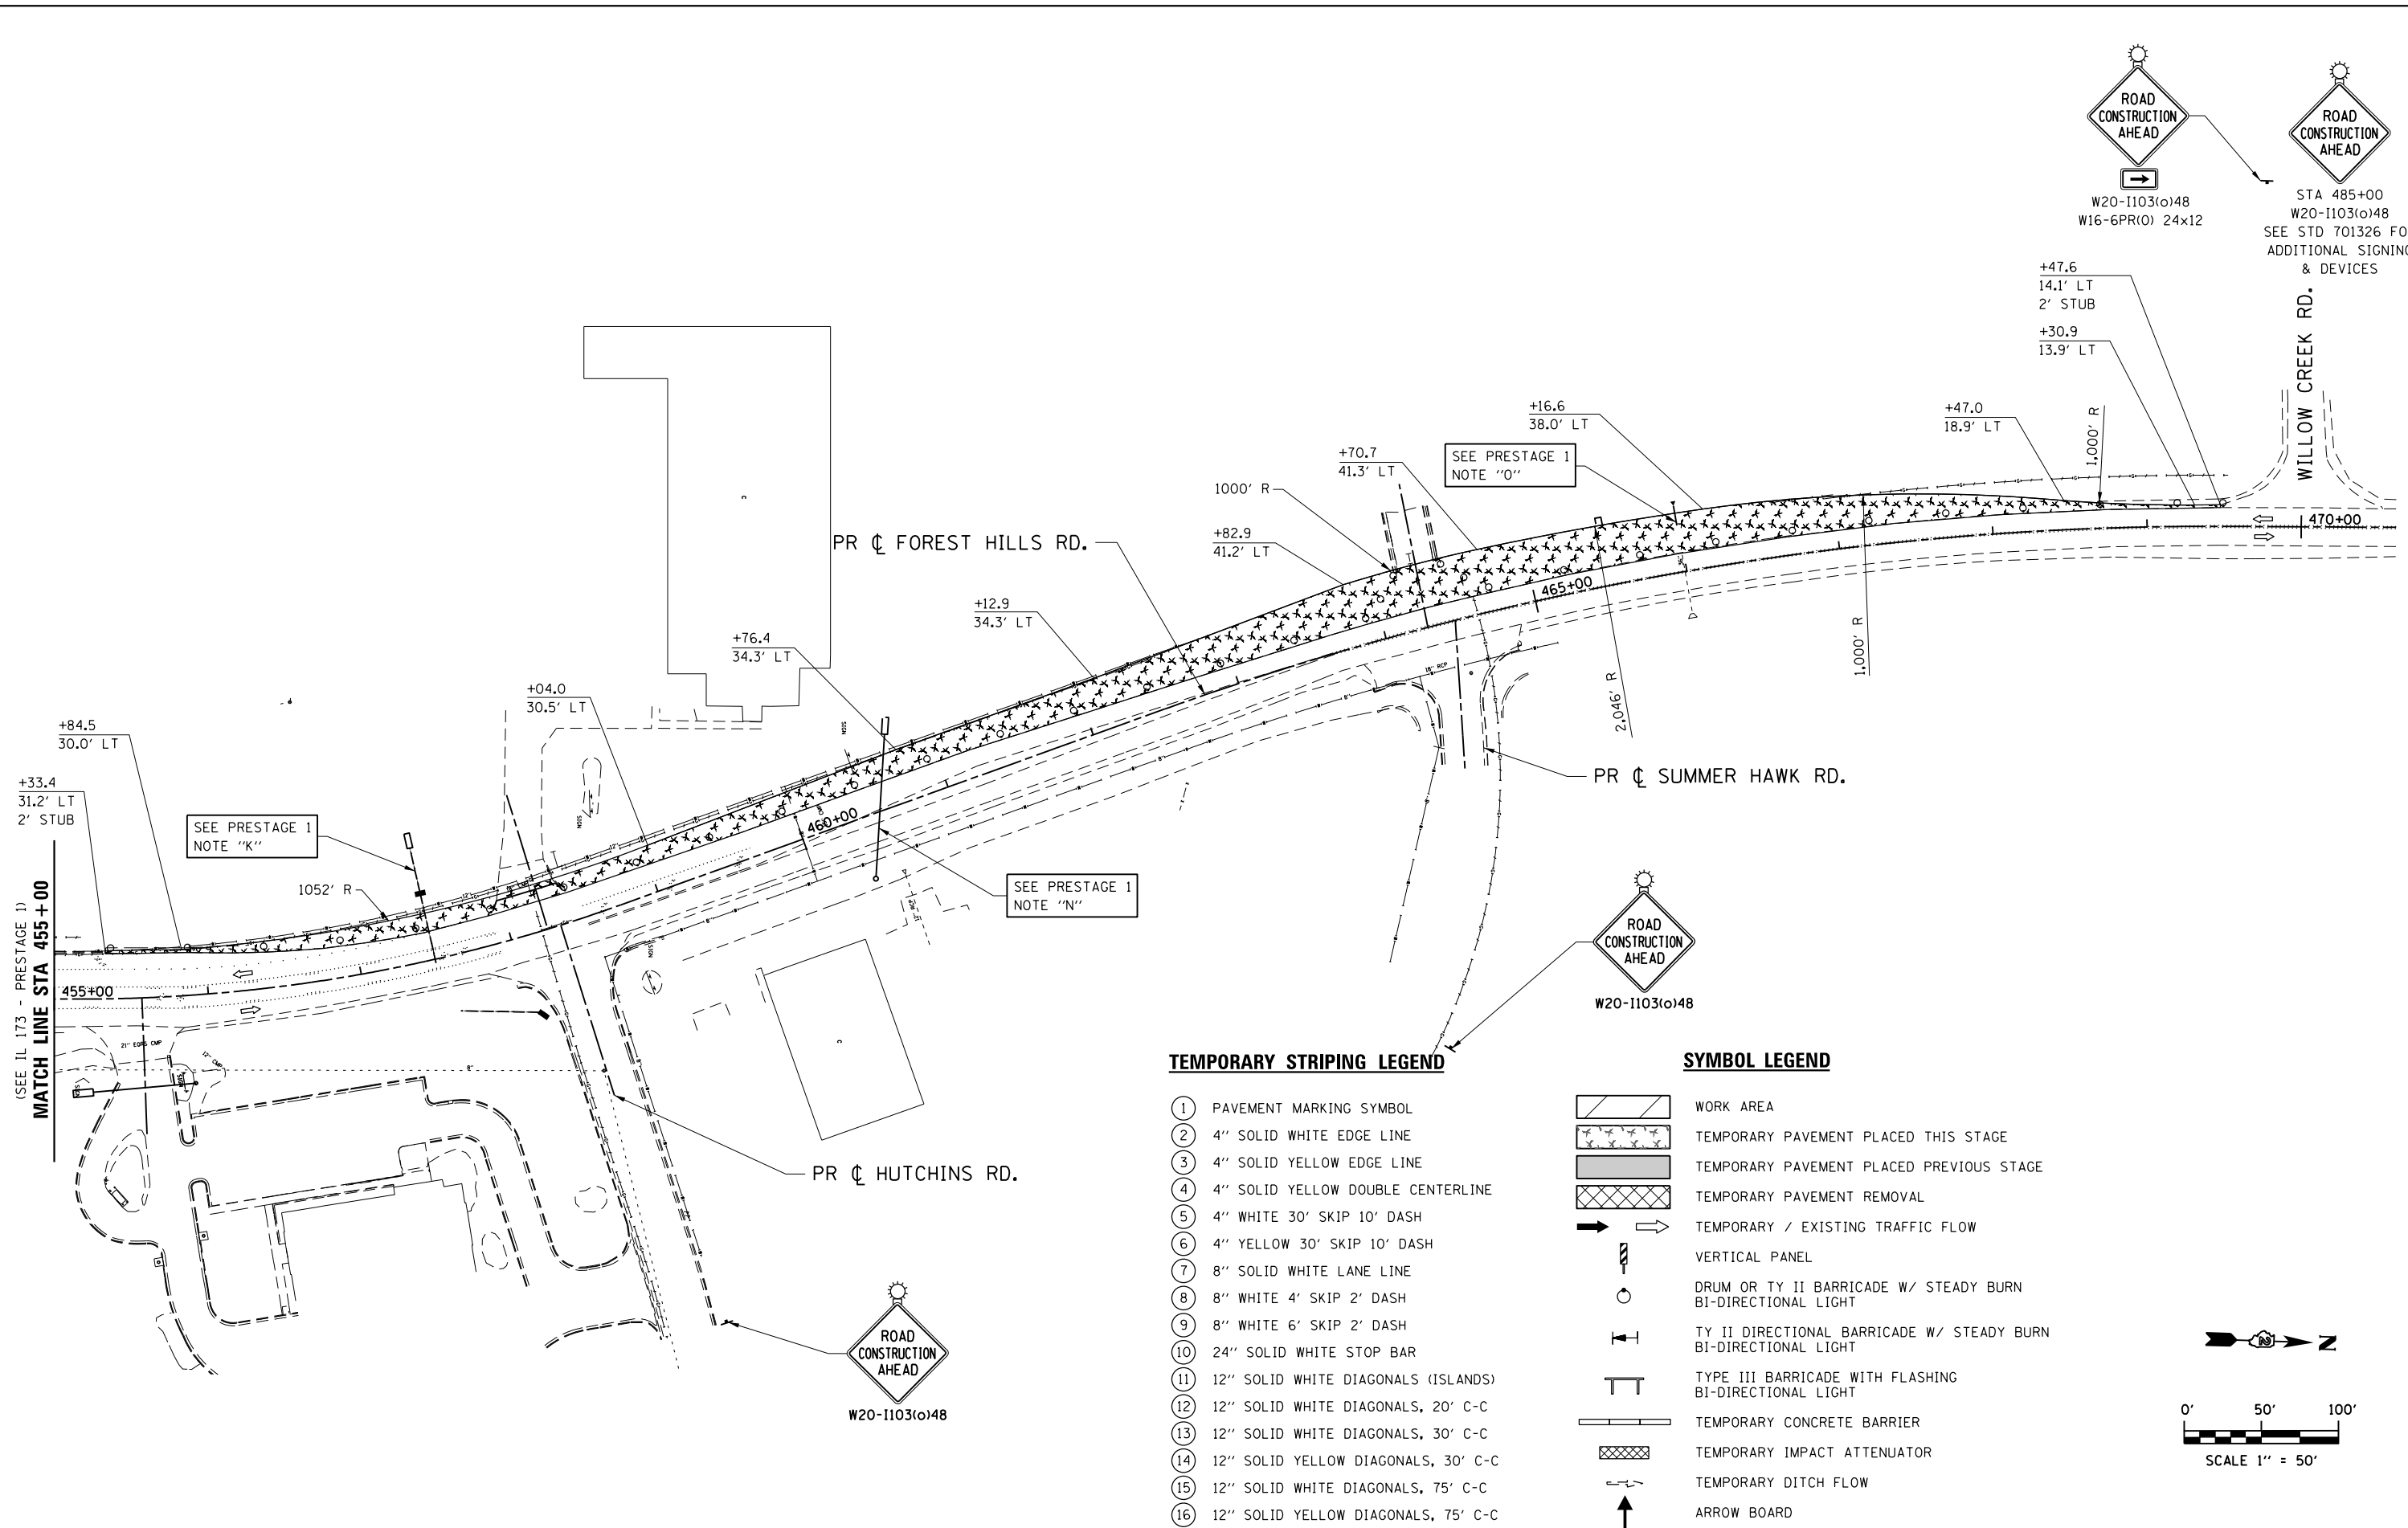 ROAD
CONSTRUCTION
AHEAD
W20-I103(o)48
W16-6PR(O) 24x12
ROAD
CONSTRUCTION
AHEAD
STA 485+00
W20-I103(o)48
SEE STD 701326 FO
ADDITIONAL SIGNING
& DEVICES
+47.6
14.1' LT
2' STUB
+30.9
13.9' LT
WILLOW CREEK RD.
+47.0
18.9' LT
1,000' R
+16.6
38.0' LT
SEE PRESTAGE 1
NOTE "O"
+70.7
41.3' LT
1000' R
+82.9
41.2' LT
470+00
PR ℄ FOREST HILLS RD.
465+00
+12.9
34.3' LT
+76.4
34.3' LT
1,000' R
2,046' R
18" RCP
+04.0
30.5' LT
SIGN
+84.5
30.0' LT
PR ℄ SUMMER HAWK RD.
+33.4
31.2' LT
2' STUB
SEE PRESTAGE 1
NOTE "K"
SIGN
460+00
1052' R
SEE PRESTAGE 1
NOTE "N"
(SEE IL 173 - PRESTAGE 1)
MATCH LINE STA 455+00
455+00
SIGN
ROAD
CONSTRUCTION
AHEAD
W20-I103(o)48
12" CMP
8"
SIGN
PR ℄ HUTCHINS RD.
ROAD
CONSTRUCTION
AHEAD
W20-I103(o)48
TEMPORARY STRIPING LEGEND
1 PAVEMENT MARKING SYMBOL
2 4" SOLID WHITE EDGE LINE
3 4" SOLID YELLOW EDGE LINE
4 4" SOLID YELLOW DOUBLE CENTERLINE
5 4" WHITE 30' SKIP 10' DASH
6 4" YELLOW 30' SKIP 10' DASH
7 8" SOLID WHITE LANE LINE
8 8" WHITE 4' SKIP 2' DASH
9 8" WHITE 6' SKIP 2' DASH
10 24" SOLID WHITE STOP BAR
11 12" SOLID WHITE DIAGONALS (ISLANDS)
12 12" SOLID WHITE DIAGONALS, 20' C-C
13 12" SOLID WHITE DIAGONALS, 30' C-C
14 12" SOLID YELLOW DIAGONALS, 30' C-C
15 12" SOLID WHITE DIAGONALS, 75' C-C
16 12" SOLID YELLOW DIAGONALS, 75' C-C
SYMBOL LEGEND
WORK AREA
TEMPORARY PAVEMENT PLACED THIS STAGE
TEMPORARY PAVEMENT PLACED PREVIOUS STAGE
TEMPORARY PAVEMENT REMOVAL
TEMPORARY / EXISTING TRAFFIC FLOW
VERTICAL PANEL
DRUM OR TY II BARRICADE W/ STEADY BURN
BI-DIRECTIONAL LIGHT
TY II DIRECTIONAL BARRICADE W/ STEADY BURN
BI-DIRECTIONAL LIGHT
TYPE III BARRICADE WITH FLASHING
BI-DIRECTIONAL LIGHT
TEMPORARY CONCRETE BARRIER
TEMPORARY IMPACT ATTENUATOR
TEMPORARY DITCH FLOW
ARROW BOARD
N
0' 50' 100'
SCALE 1" = 50'